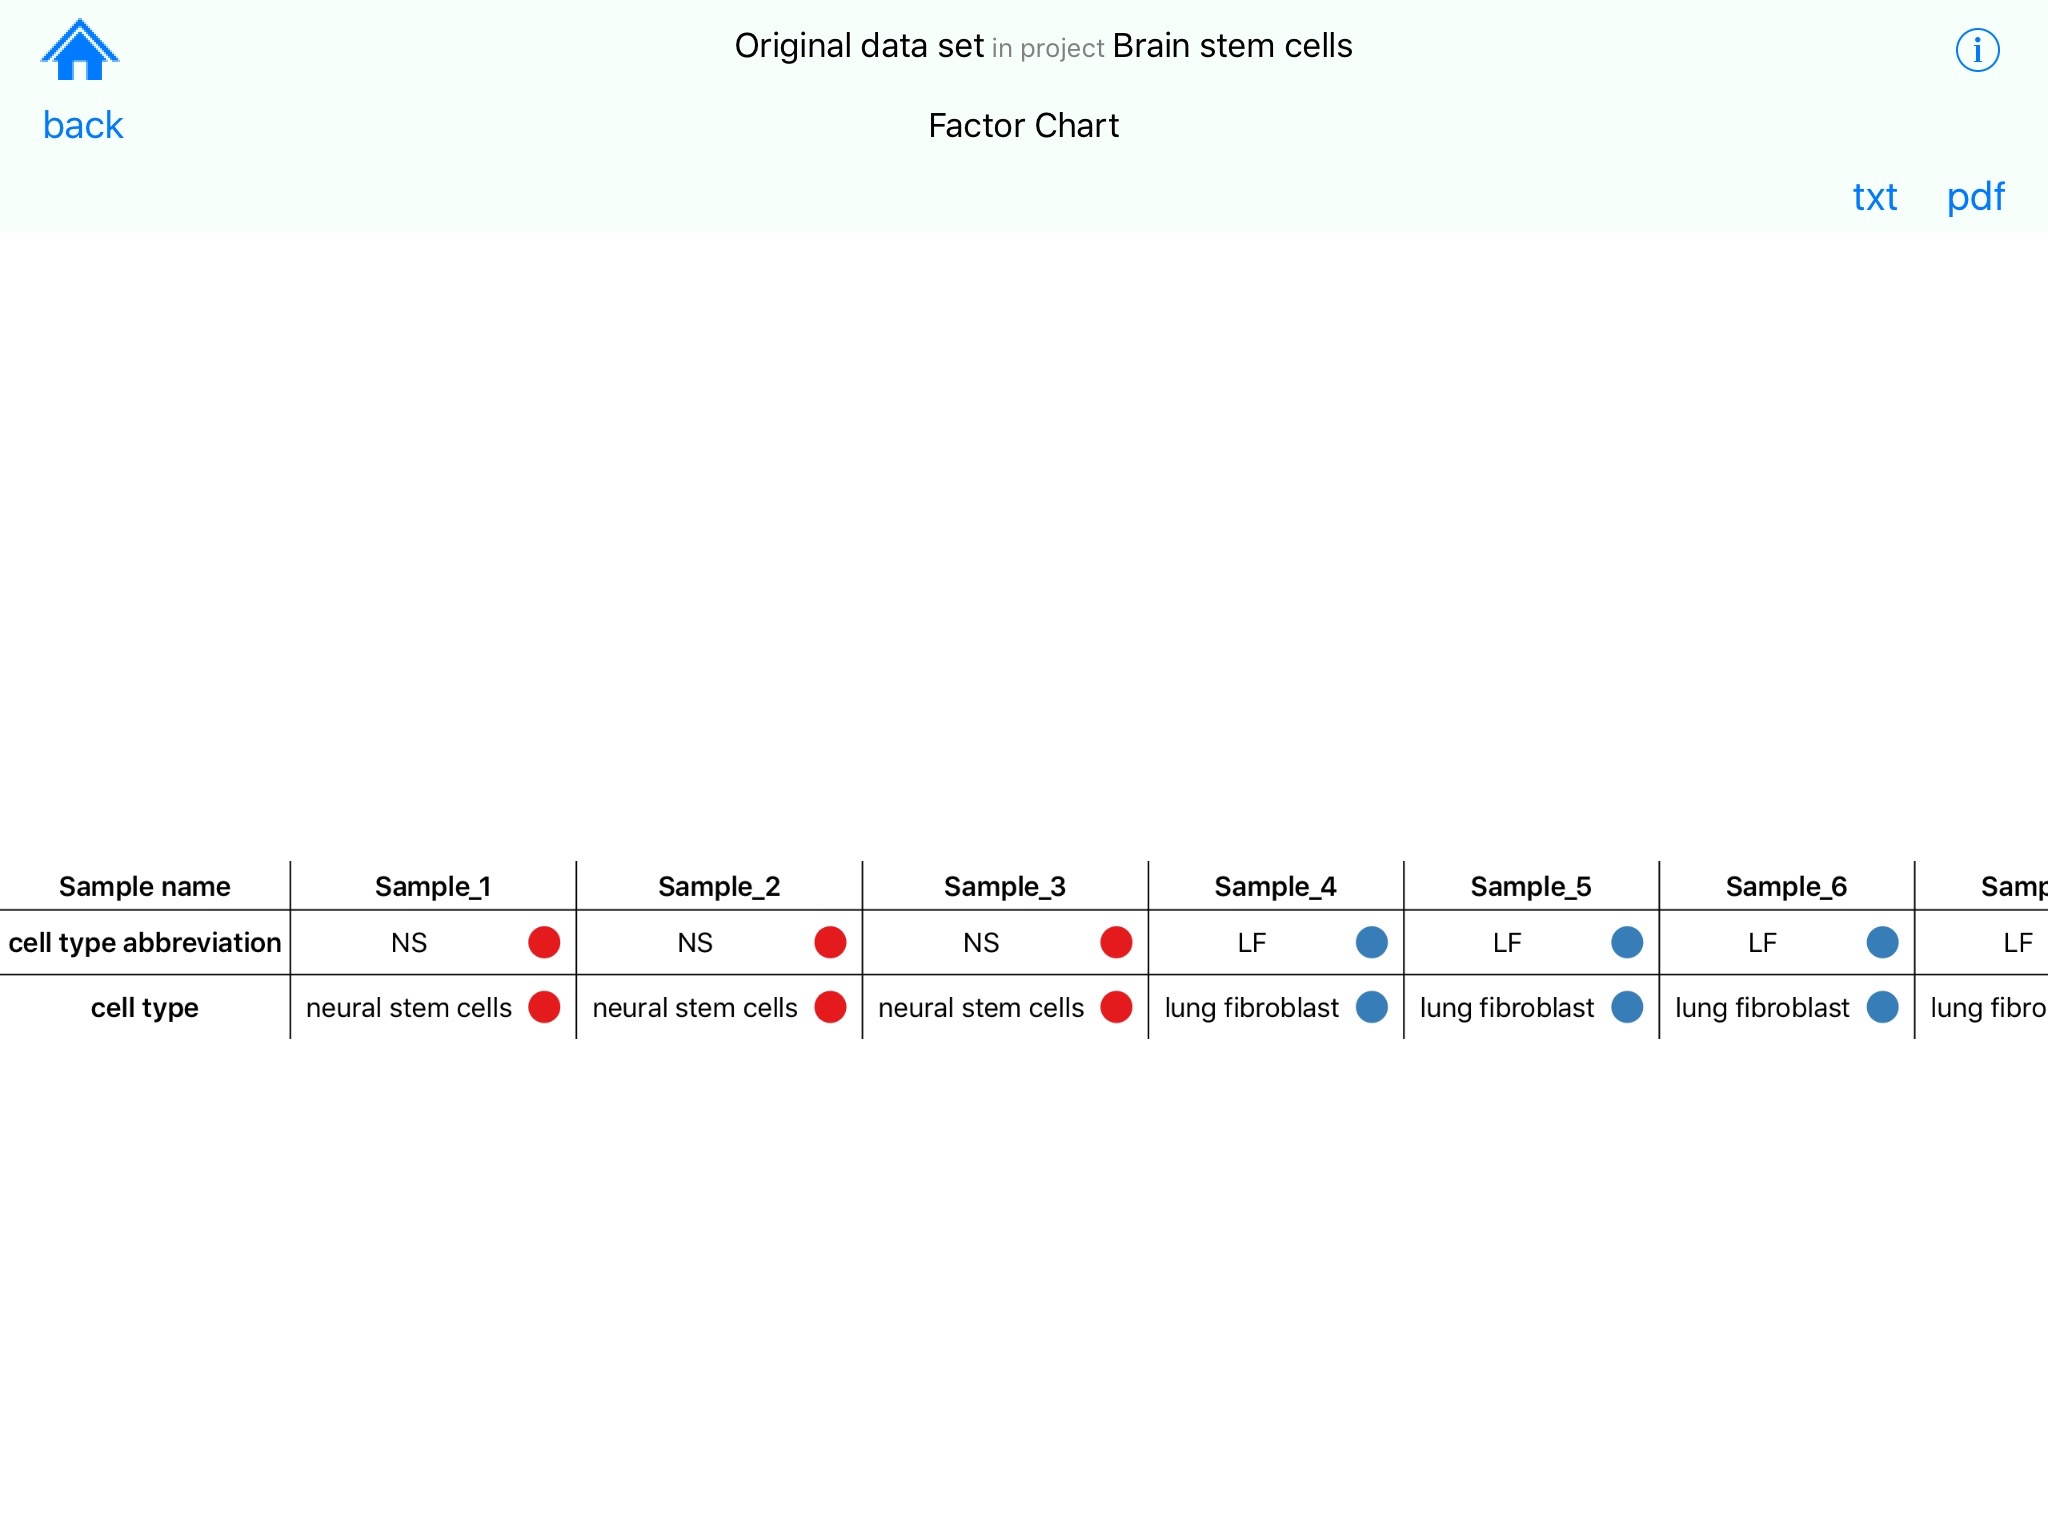 Original data set in project Brain stem cells
back
Factor Chart
txt pdf
Sample name Sample_1 Sample_2 Sample_3 Sample_4 Sample_5 Sample_6
cell type abbreviation NS NS NS LF LF LF LF
cell type neural stem cells neural stem cells neural stem cells lung fibroblast lung fibroblast lung fibroblast lung